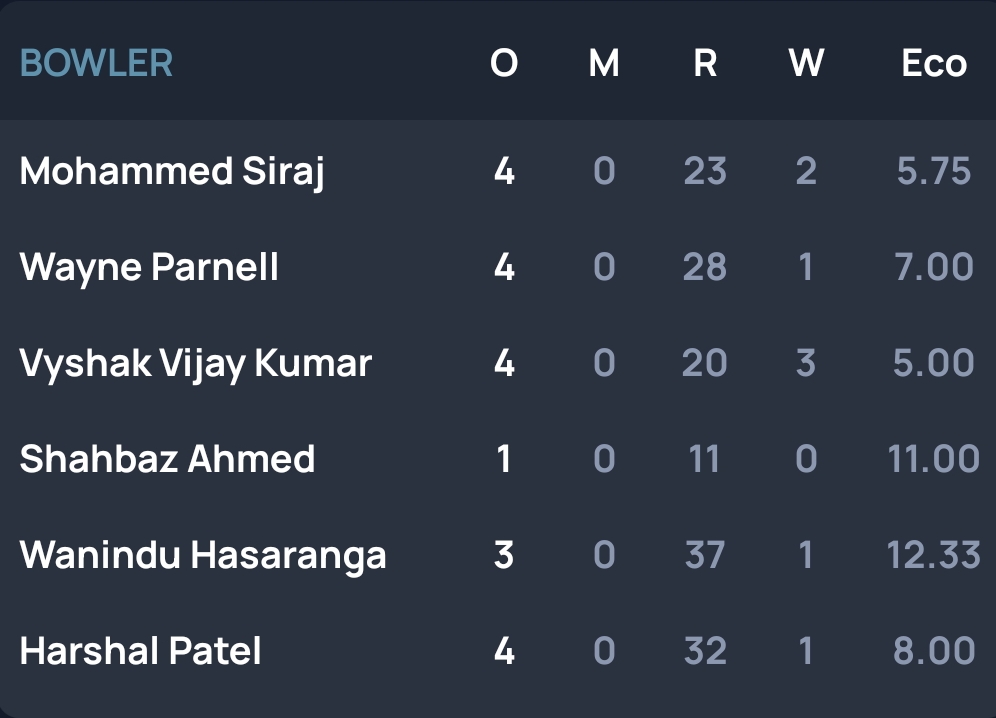 BOWLER O M R W Eco
Mohammed Siraj 4 0 23 2 5.75
Wayne Parnell 4 0 28 1 7.00
Vyshak Vijay Kumar 4 0 20 3 5.00
Shahbaz Ahmed 1 0 11 0 11.00
Wanindu Hasaranga 3 0 37 1 12.33
Harshal Patel 4 0 32 1 8.00